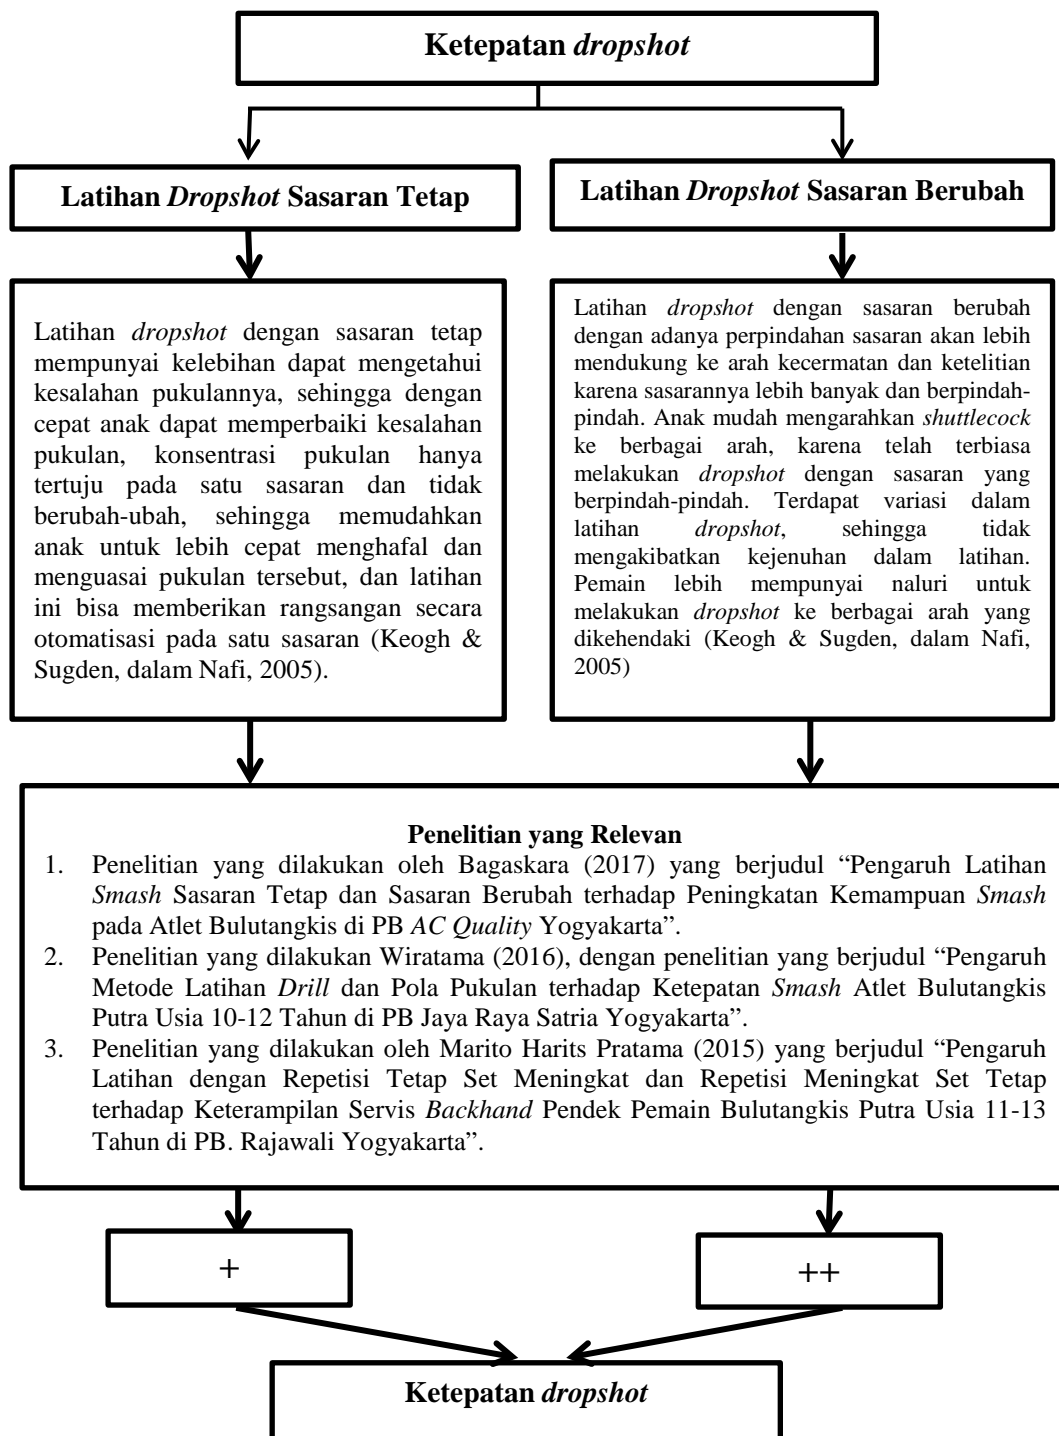 Ketepatan dropshot
Latihan Dropshot Sasaran Tetap
Latihan Dropshot Sasaran Berubah
Latihan dropshot dengan sasaran tetap
mempunyai kelebihan dapat mengetahui
kesalahan pukulannya, sehingga dengan
cepat anak dapat memperbaiki kesalahan
pukulan, konsentrasi pukulan hanya
tertuju pada satu sasaran dan tidak
berubah-ubah, sehingga memudahkan
anak untuk lebih cepat menghafal dan
menguasai pukulan tersebut, dan latihan
ini bisa memberikan rangsangan secara
otomatisasi pada satu sasaran (Keogh &
Sugden, dalam Nafi, 2005).
Latihan dropshot dengan sasaran berubah
dengan adanya perpindahan sasaran akan lebih
mendukung ke arah kecermatan dan ketelitian
karena sasarannya lebih banyak dan berpindah-
pindah. Anak mudah mengarahkan shuttlecock
ke berbagai arah, karena telah terbiasa
melakukan dropshot dengan sasaran yang
berpindah-pindah. Terdapat variasi dalam
latihan dropshot, sehingga tidak
mengakibatkan kejenuhan dalam latihan.
Pemain lebih mempunyai naluri untuk
melakukan dropshot ke berbagai arah yang
dikehendaki (Keogh & Sugden, dalam Nafi,
2005)
Penelitian yang Relevan
1. Penelitian yang dilakukan oleh Bagaskara (2017) yang berjudul “Pengaruh Latihan
Smash Sasaran Tetap dan Sasaran Berubah terhadap Peningkatan Kemampuan Smash
pada Atlet Bulutangkis di PB AC Quality Yogyakarta”.
2. Penelitian yang dilakukan Wiratama (2016), dengan penelitian yang berjudul “Pengaruh
Metode Latihan Drill dan Pola Pukulan terhadap Ketepatan Smash Atlet Bulutangkis
Putra Usia 10-12 Tahun di PB Jaya Raya Satria Yogyakarta”.
3. Penelitian yang dilakukan oleh Marito Harits Pratama (2015) yang berjudul “Pengaruh
Latihan dengan Repetisi Tetap Set Meningkat dan Repetisi Meningkat Set Tetap
terhadap Keterampilan Servis Backhand Pendek Pemain Bulutangkis Putra Usia 11-13
Tahun di PB. Rajawali Yogyakarta”.
+
++
Ketepatan dropshot